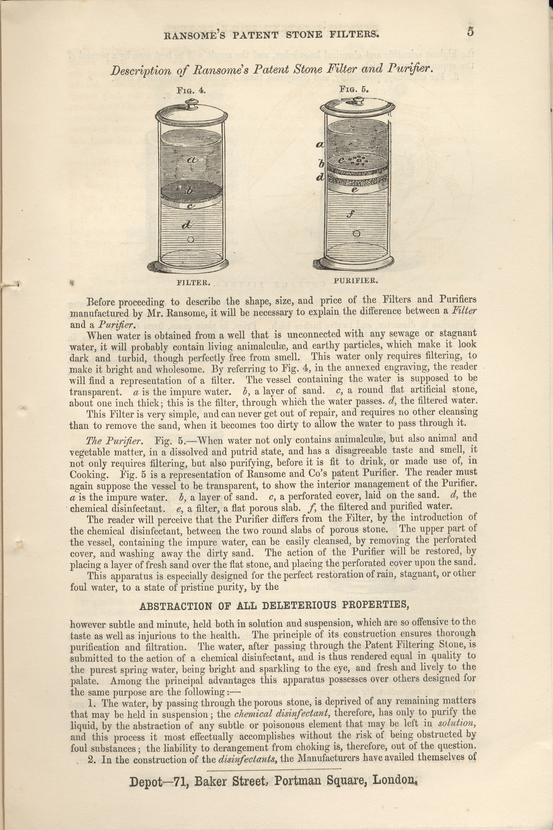 RANSOME'S PATENT STONE FILTERS. 5
Description of Ransome's Patent Stone Filter and Purifier.
FIG. 4. FIG. 5.
a
b
c
d
a
b
c
d
e
f
FILTER. PURIFIER.
Before proceeding to describe the shape, size, and price of the Filters and Purifiers
manufactured by Mr. Ransome, it will be necessary to explain the difference between a Filter
and a Purifier.
When water is obtained from a well that is unconnected with any sewage or stagnant
water, it will probably contain living animalculæ, and earthy particles, which make it look
dark and turbid, though perfectly free from smell. This water only requires filtering, to
make it bright and wholesome. By referring to Fig. 4, in the annexed engraving, the reader
will find a representation of a filter. The vessel containing the water is supposed to be
transparent. a is the impure water. b, a layer of sand. c, a round flat artificial stone,
about one inch thick; this is the filter, through which the water passes. d, the filtered water.
This Filter is very simple, and can never get out of repair, and requires no other cleansing
than to remove the sand, when it becomes too dirty to allow the water to pass through it.
The Purifier. Fig. 5.—When water not only contains animalculæ, but also animal and
vegetable matter, in a dissolved and putrid state, and has a disagreeable taste and smell, it
not only requires filtering, but also purifying, before it is fit to drink, or made use of, in
Cooking. Fig. 5 is a representation of Ransome and Co's patent Purifier. The reader must
again suppose the vessel to be transparent, to show the interior management of the Purifier.
a is the impure water. b, a layer of sand. c, a perforated cover, laid on the sand. d, the
chemical disinfectant. e, a filter, a flat porous slab. f, the filtered and purified water.
The reader will perceive that the Purifier differs from the Filter, by the introduction of
the chemical disinfectant, between the two round slabs of porous stone. The upper part of
the vessel, containing the impure water, can be easily cleansed, by removing the perforated
cover, and washing away the dirty sand. The action of the Purifier will be restored, by
placing a layer of fresh sand over the flat stone, and placing the perforated cover upon the sand.
This apparatus is especially designed for the perfect restoration of rain, stagnant, or other
foul water, to a state of pristine purity, by the
ABSTRACTION OF ALL DELETERIOUS PROPERTIES,
however subtle and minute, held both in solution and suspension, which are so offensive to the
taste as well as injurious to the health. The principle of its construction ensures thorough
purification and filtration. The water, after passing through the Patent Filtering Stone, is
submitted to the action of a chemical disinfectant, and is thus rendered equal in quality to
the purest spring water, being bright and sparkling to the eye, and fresh and lively to the
palate. Among the principal advantages this apparatus possesses over others designed for
the same purpose are the following:—
1. The water, by passing through the porous stone, is deprived of any remaining matters
that may be held in suspension; the chemical disinfectant, therefore, has only to purify the
liquid, by the abstraction of any subtle or poisonous element that may be left in solution,
and this process it most effectually accomplishes without the risk of being obstructed by
foul substances; the liability to derangement from choking is, therefore, out of the question.
2. In the construction of the disinfectants, the Manufacturers have availed themselves of
Depot—71, Baker Street, Portman Square, London.